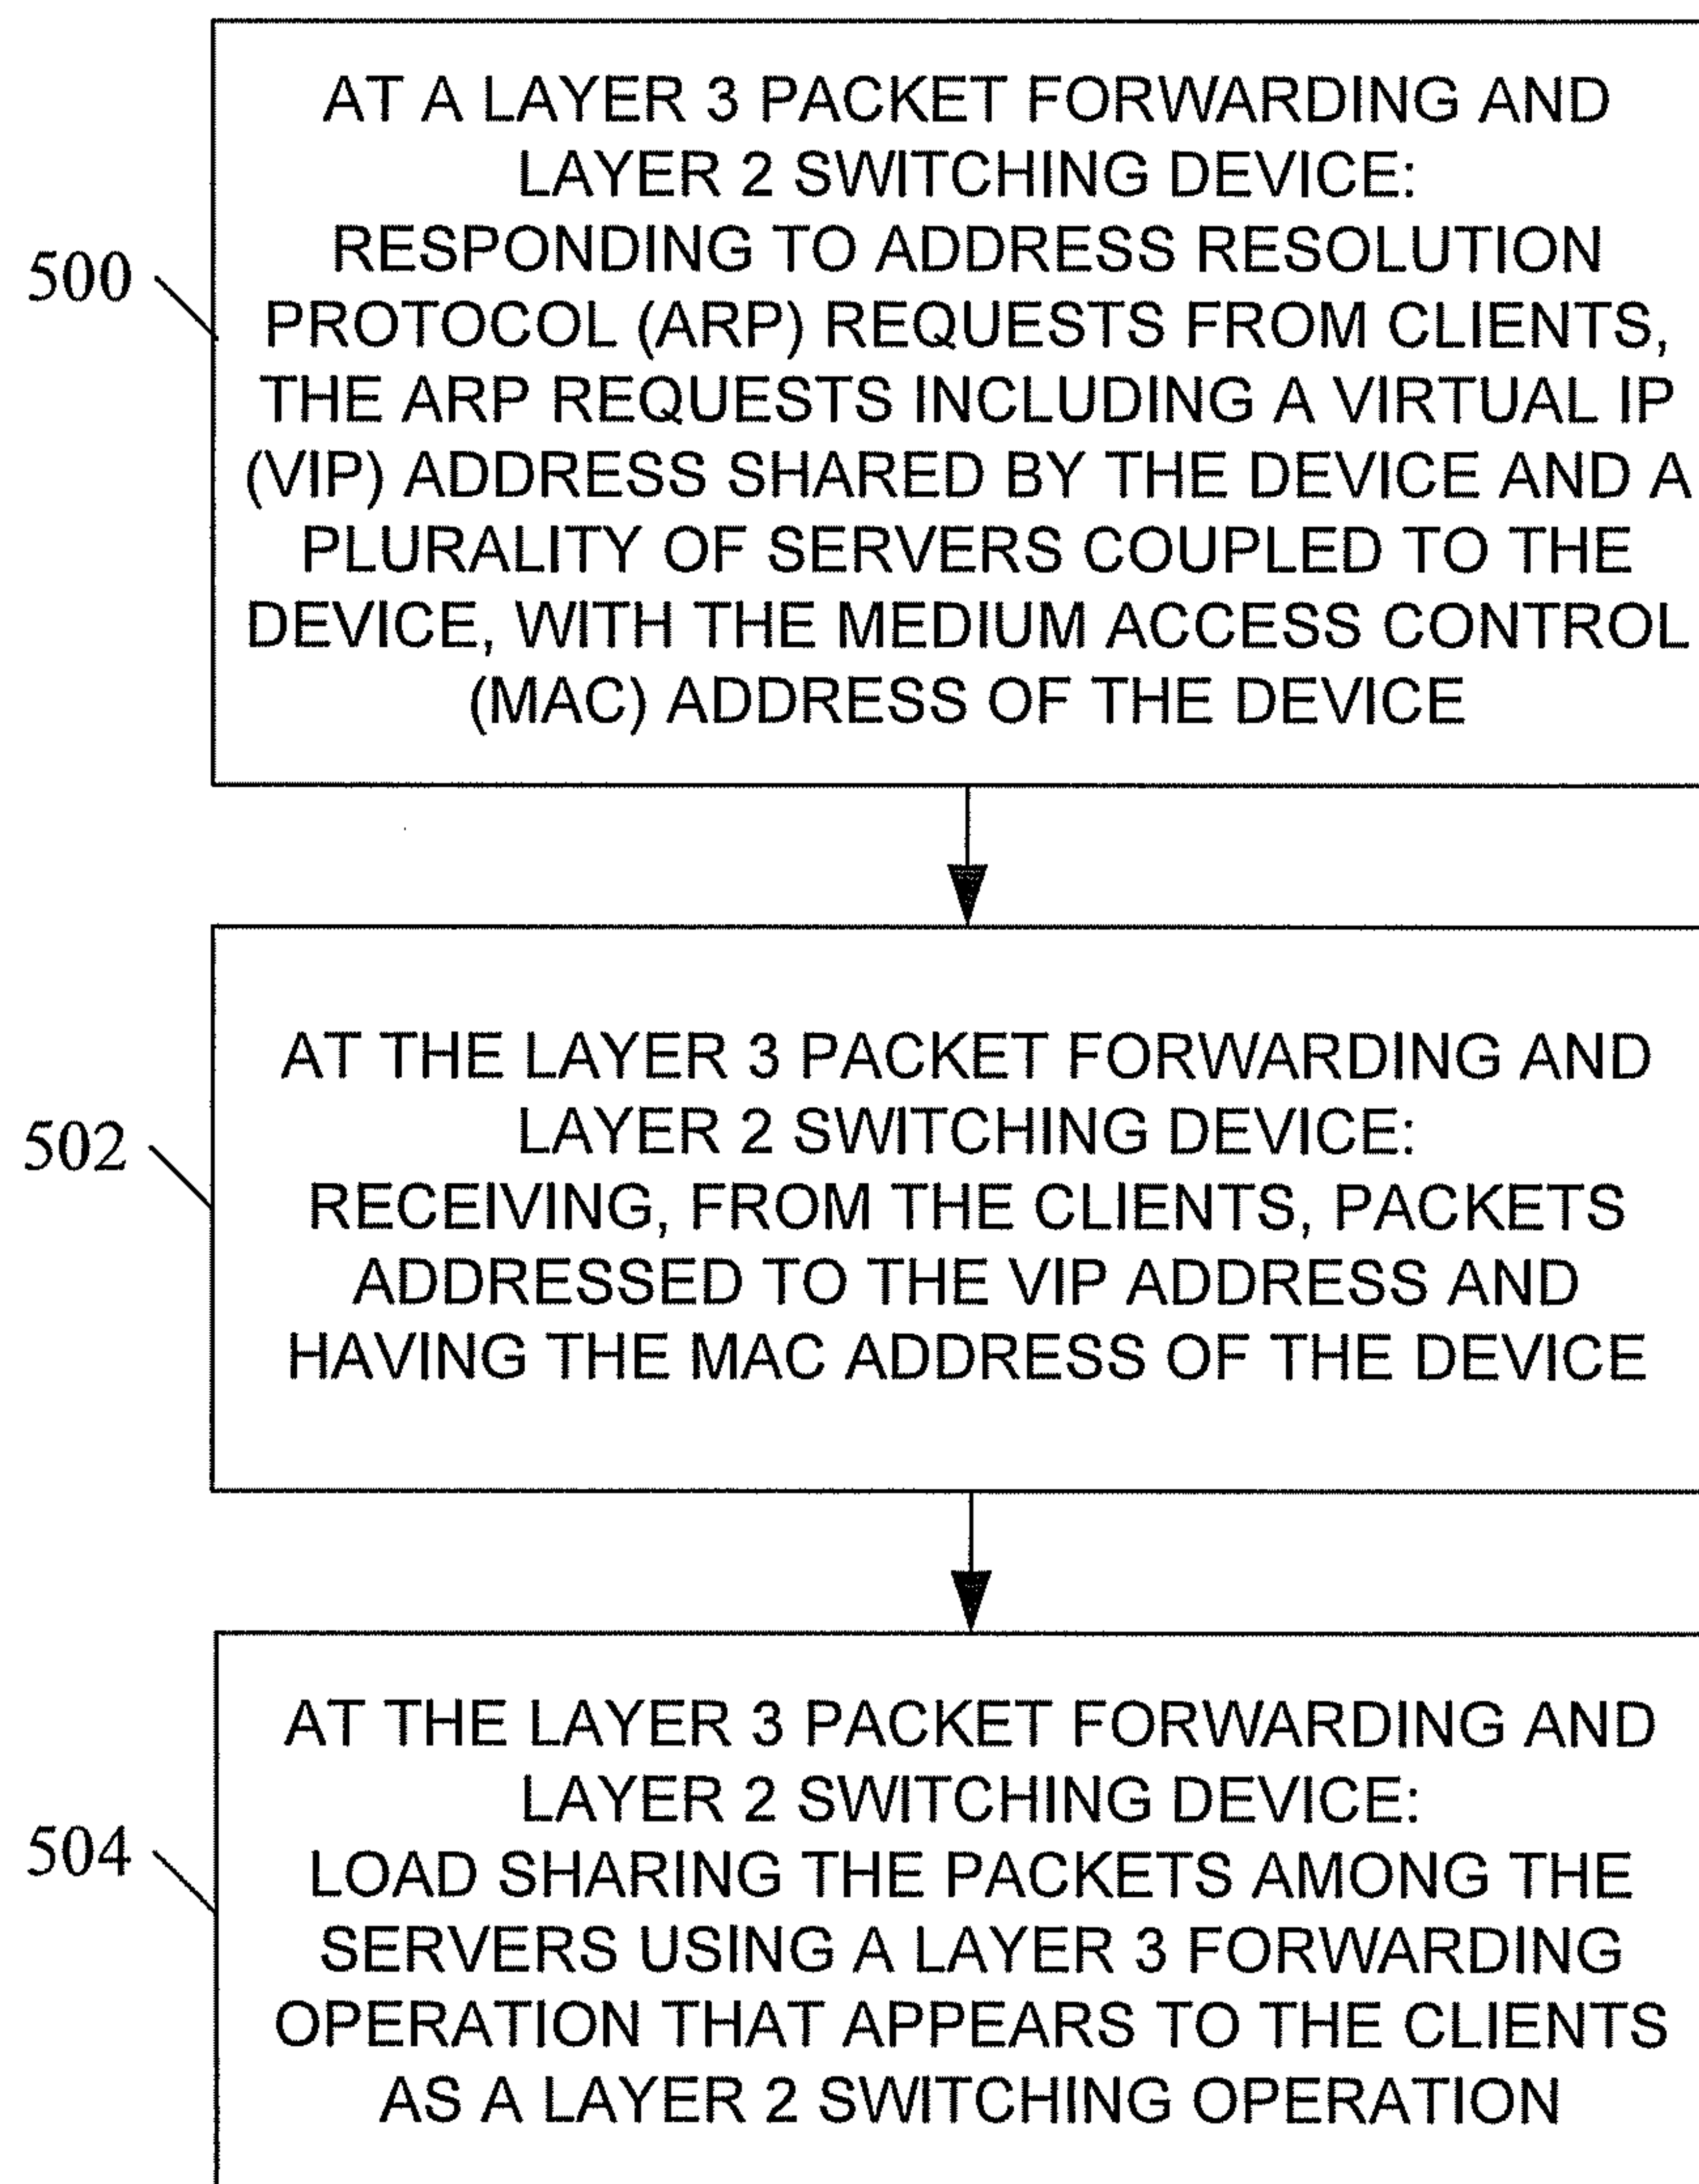 AT A LAYER 3 PACKET FORWARDING AND
LAYER 2 SWITCHING DEVICE:
RESPONDING TO ADDRESS RESOLUTION
500
PROTOCOL (ARP) REQUESTS FROM CLIENTS,
THE ARP REQUESTS INCLUDING A VIRTUAL IP
(VIP) ADDRESS SHARED BY THE DEVICE AND A
PLURALITY OF SERVERS COUPLED TO THE
DEVICE, WITH THE MEDIUM ACCESS CONTROL
(MAC) ADDRESS OF THE DEVICE
AT THE LAYER 3 PACKET FORWARDING AND
LAYER 2 SWITCHING DEVICE:
502
RECEIVING, FROM THE CLIENTS, PACKETS
ADDRESSED TO THE VIP ADDRESS AND
HAVING THE MAC ADDRESS OF THE DEVICE
AT THE LAYER 3 PACKET FORWARDING AND
LAYER 2 SWITCHING DEVICE:
504
LOAD SHARING THE PACKETS AMONG THE
SERVERS USING A LAYER 3 FORWARDING
OPERATION THAT APPEARS TO THE CLIENTS
AS A LAYER 2 SWITCHING OPERATION